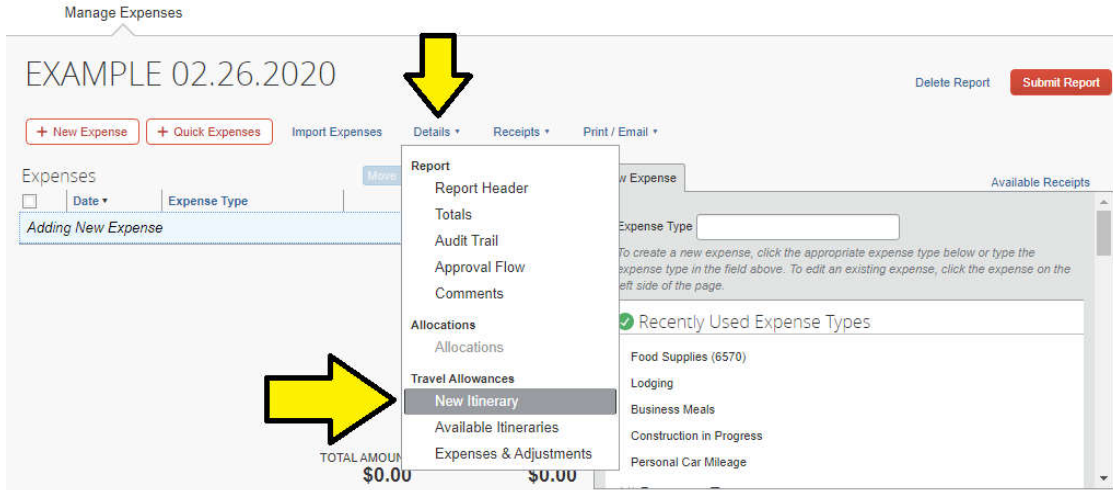 Manage Expenses
EXAMPLE 02.26.2020
Delete Report
Submit Report
+ New Expense
+ Quick Expenses
Import Expenses
Details
Receipts
Print / Email
Expenses
Move
Date
Expense Type
Adding New Expense
TOTAL AMOUN
$0.00
$0.00
Report
Report Header
Totals
Audit Trail
Approval Flow
Comments
Allocations
Allocations
Travel Allowances
New Itinerary
Available Itineraries
Expenses & Adjustments
w Expense
Available Receipts
Expense Type
To create a new expense, click the appropriate expense type below or type the
expense type in the field above. To edit an existing expense, click the expense on the
left side of the page.
Recently Used Expense Types
Food Supplies (6570)
Lodging
Business Meals
Construction in Progress
Personal Car Mileage